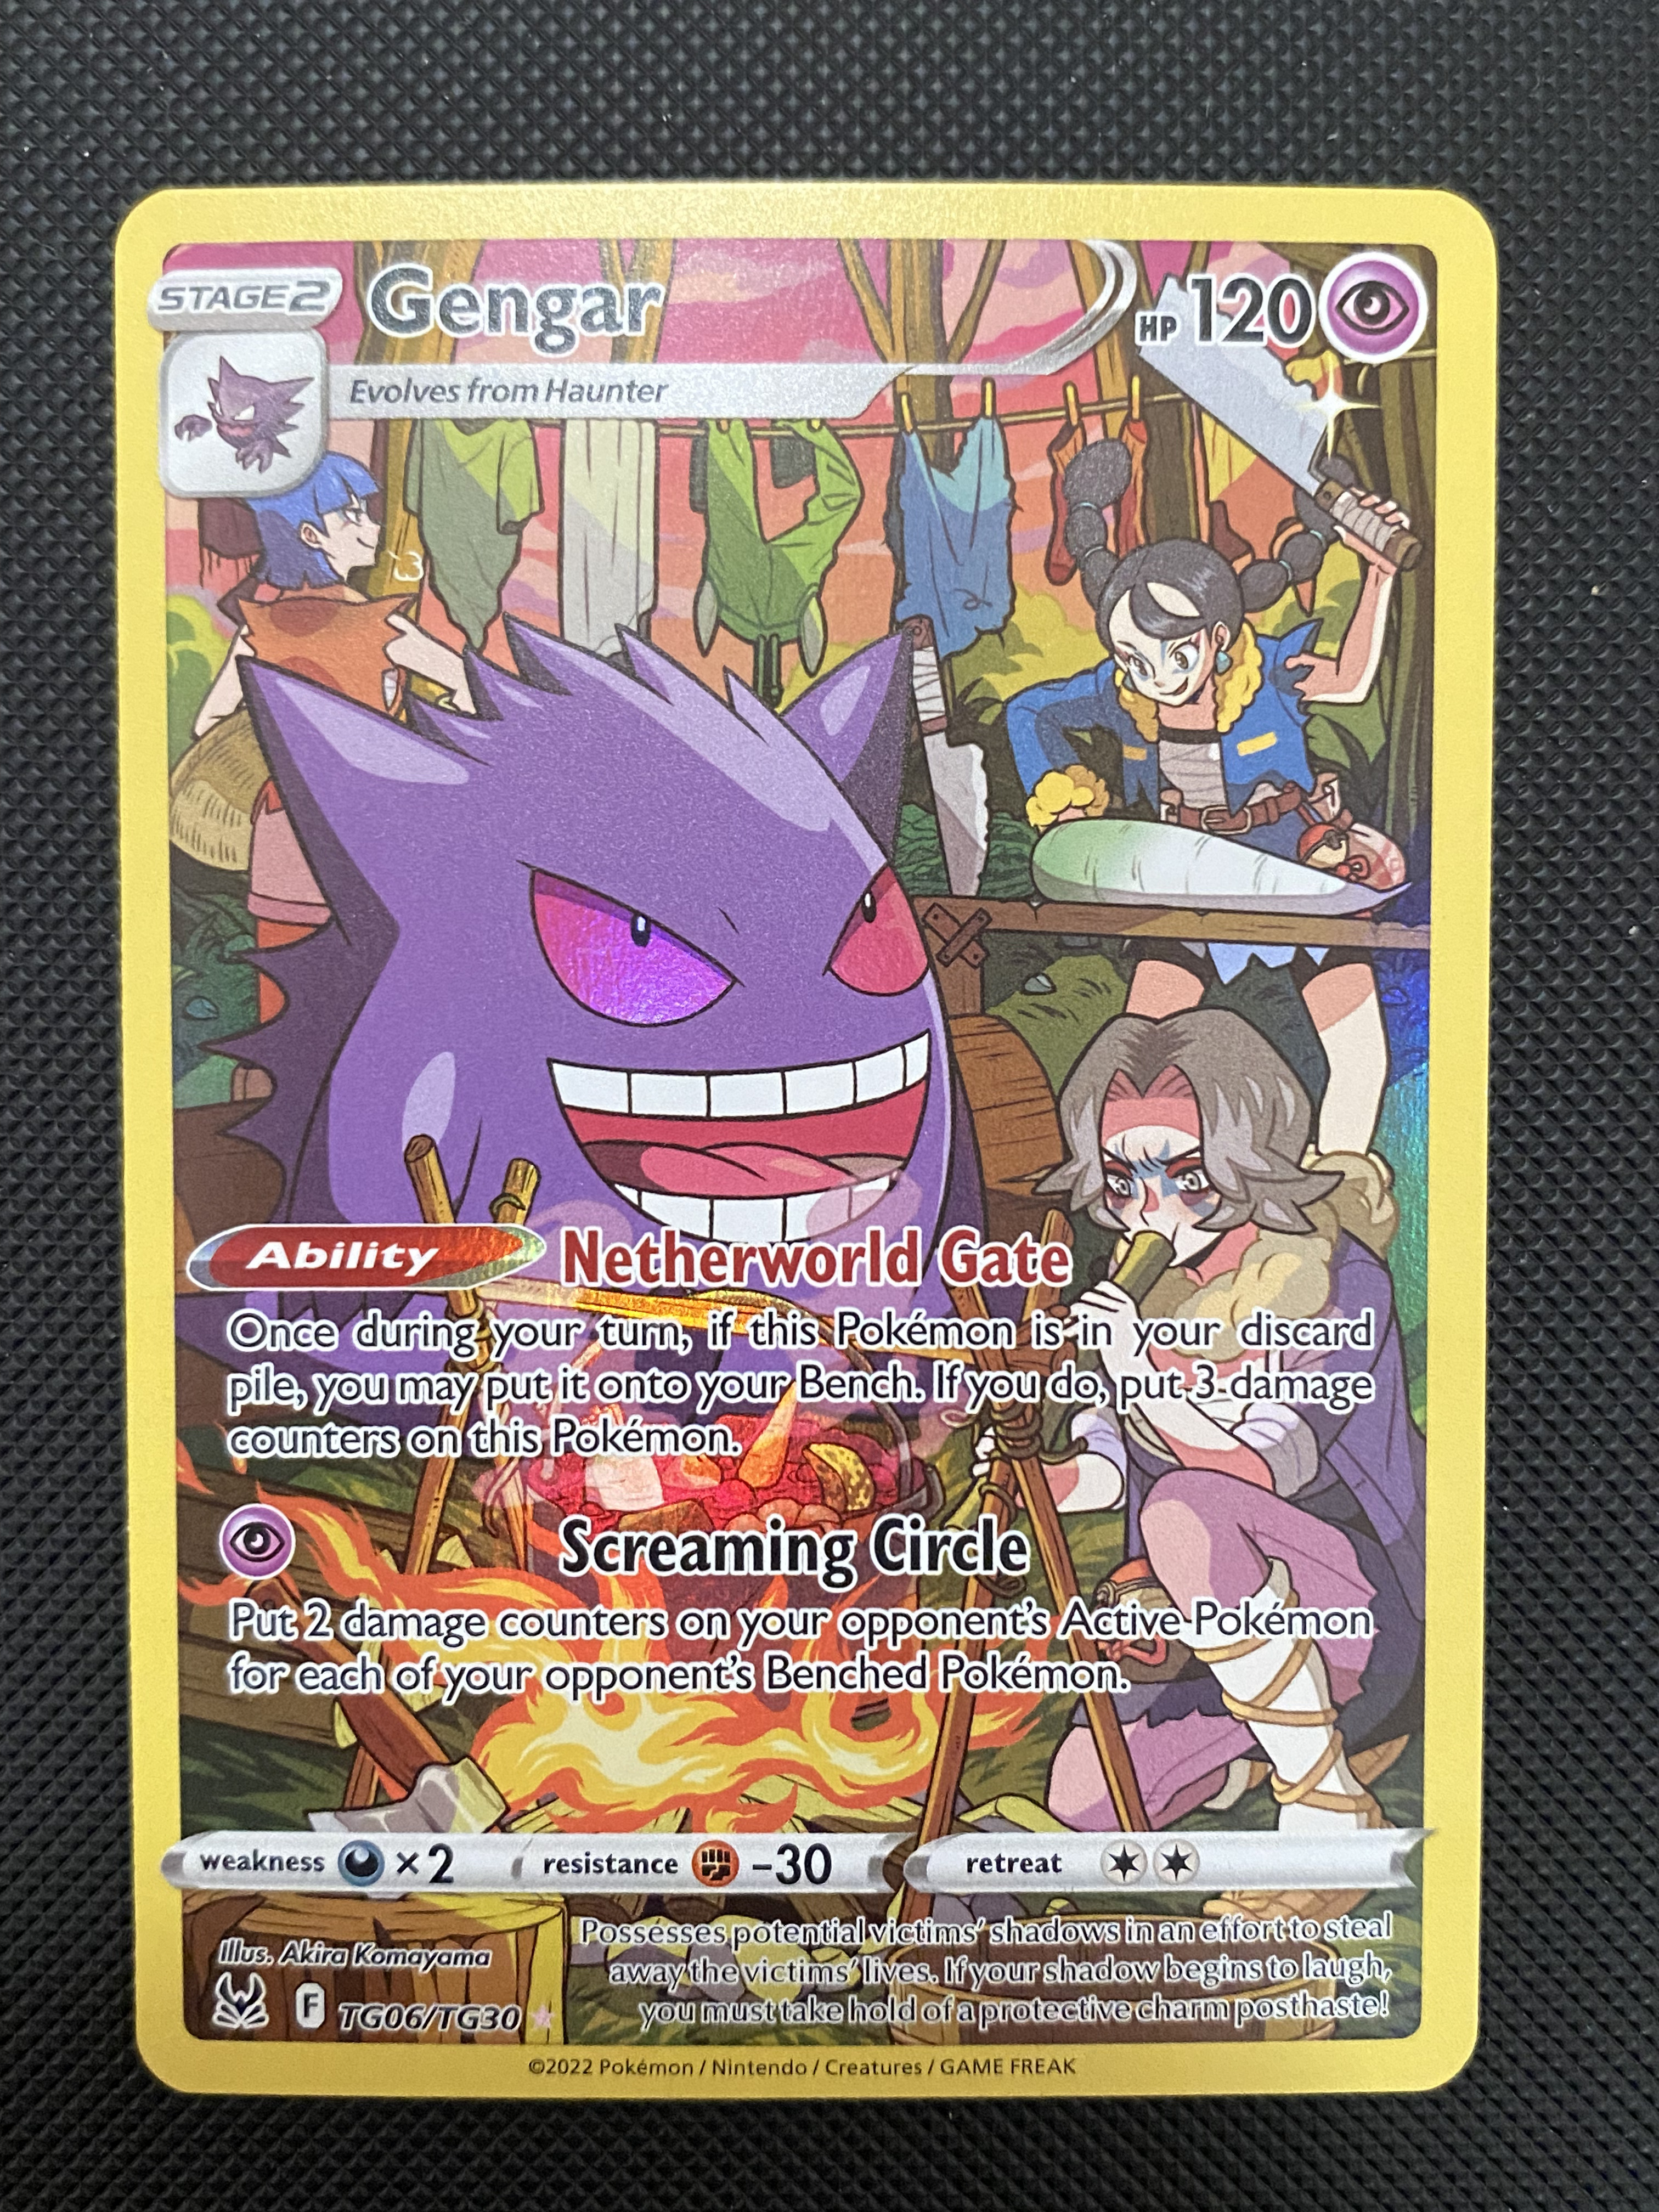 STAGE 2
Gengar
HP 120
Evolves from Haunter
Ability Netherworld Gate
Once during your turn, if this Pokémon is in your discard
pile, you may put it onto your Bench. If you do, put 3 damage
counters on this Pokémon.
Screaming Circle
Put 2 damage counters on your opponent's Active Pokémon
for each of your opponent's Benched Pokémon.
weakness ×2 resistance -30 retreat
Possesses potential victims' shadows in an effort to steal
away the victims' lives. If your shadow begins to laugh,
you must take hold of a protective charm posthaste!
Illus. Akira Komayama
F TG06/TG30
©2022 Pokémon / Nintendo / Creatures / GAME FREAK